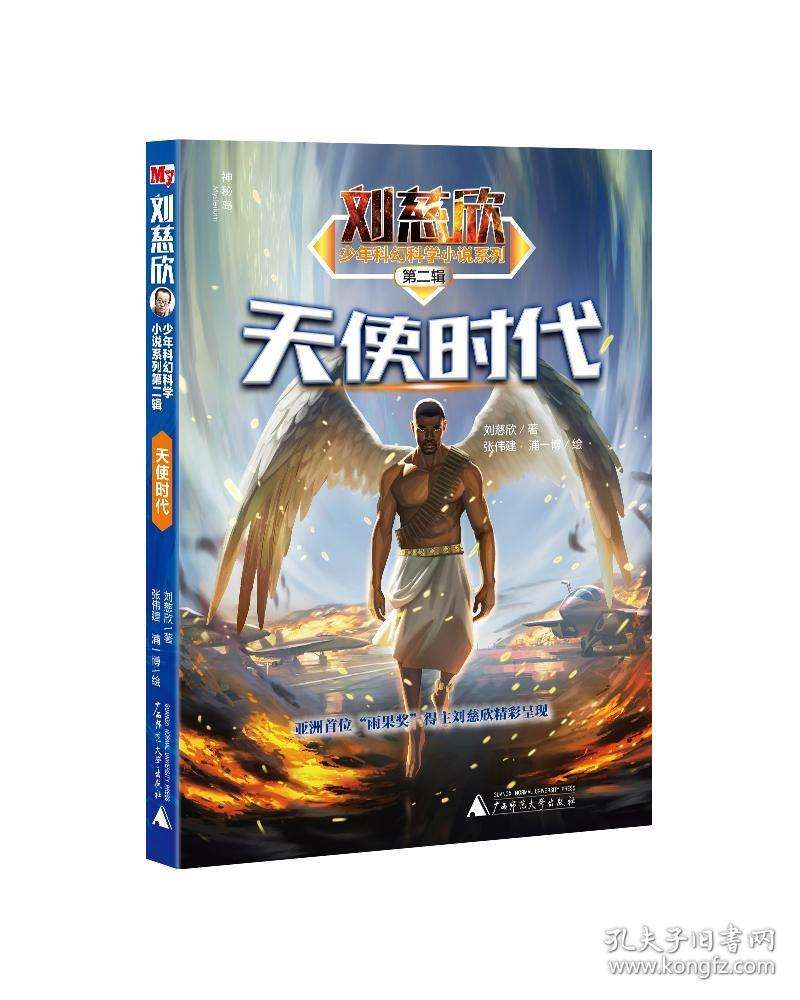 My
刘慈欣
少年科幻科学
小说系列第二辑
天使时代
刘慈欣/著
张伟建 浦一博/绘
GUANGXI NORMAL UNIVERSITY PRESS
广西师范大学出版社
神秘岛
Mysterium
刘慈欣
少年科幻科学小说系列
第二辑
天使时代
刘慈欣/著
张伟建·浦一博/绘
亚洲首位“雨果奖”得主刘慈欣精彩呈现
GUANGXI NORMAL UNIVERSITY PRESS
广西师范大学出版社
孔夫子旧书网
www.kongfz.com